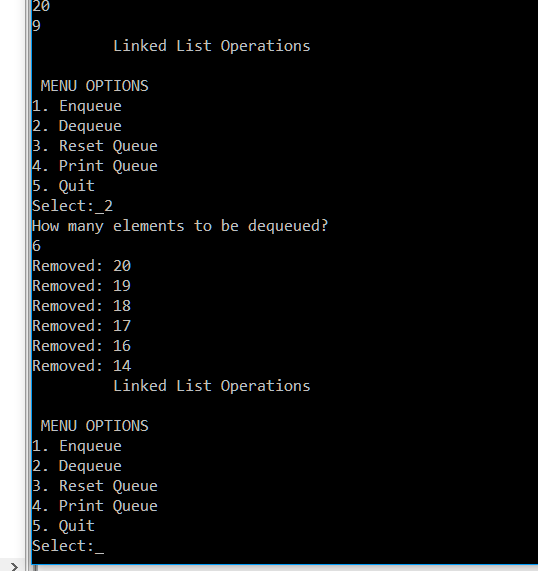 20
9
Linked List Operations
MENU OPTIONS
1. Enqueue
2. Dequeue
3. Reset Queue
4. Print Queue
5. Quit
Select:_2
How many elements to be dequeued?
6
Removed: 20
Removed: 19
Removed: 18
Removed: 17
Removed: 16
Removed: 14
Linked List Operations
MENU OPTIONS
1. Enqueue
2. Dequeue
3. Reset Queue
4. Print Queue
5. Quit
Select:_